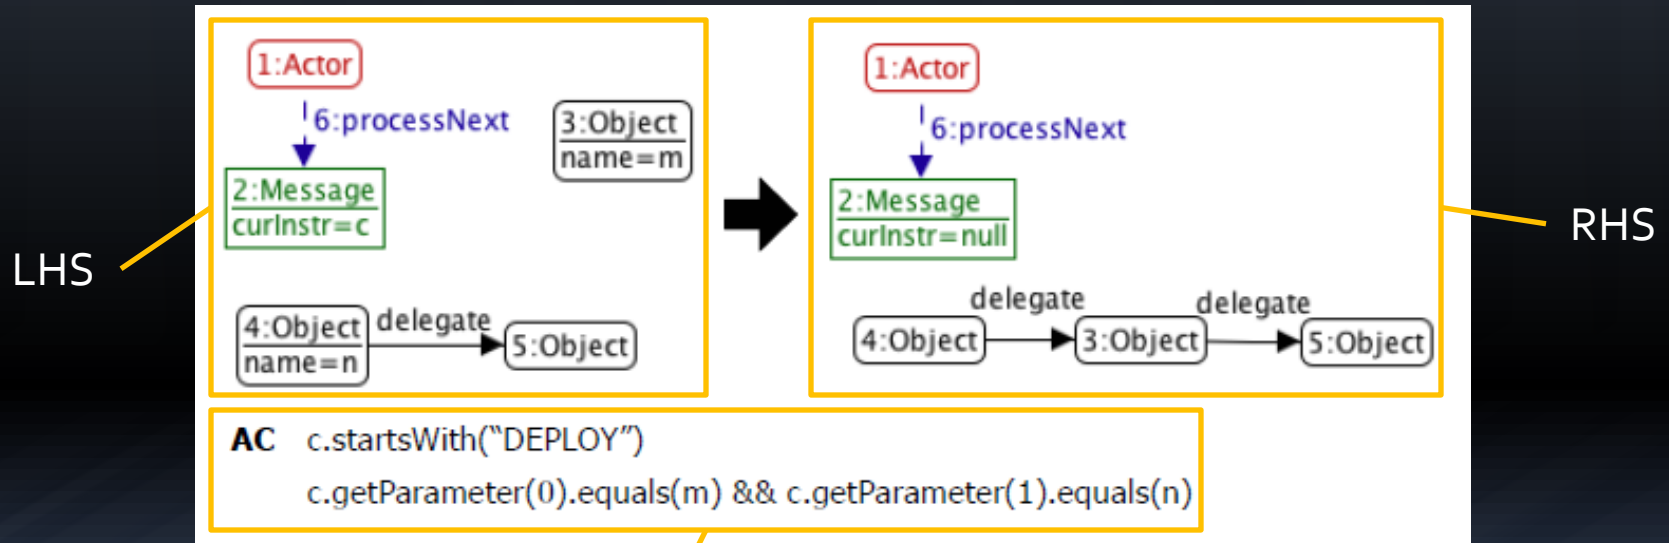 LHS
1:Actor
6:processNext
3:Object
name=m
2:Message
curInstr=c
4:Object
name=n
delegate
5:Object
1:Actor
6:processNext
2:Message
curInstr=null
delegate
delegate
4:Object
3:Object
5:Object
RHS
AC c.startsWith(“DEPLOY”)
c.getParameter(0).equals(m) && c.getParameter(1).equals(n)